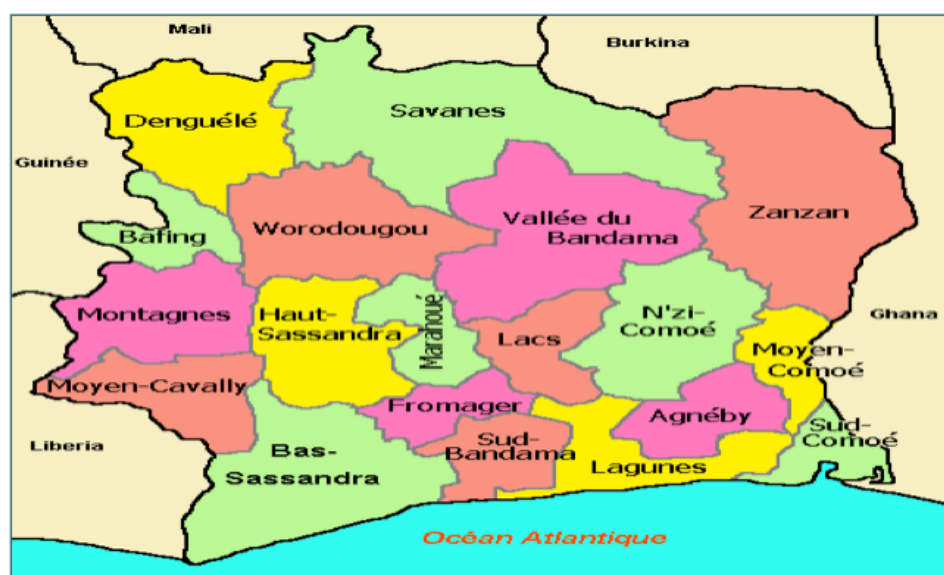 Mali
Burkina
Denguélé
Savanes
Guinée
Bafing
Worodougou
Vallée du
Bandama
Zanzan
Montagnes
Haut-
Sassandra
Marahoué
Lacs
N'zi-
Comoé
Ghana
Moyen-
Comoé
Moyen-Cavally
Fromager
Agnéby
Sud-
Comoé
Liberia
Bas-
Sassandra
Sud-
Bandama
Lagunes
Océan Atlantique